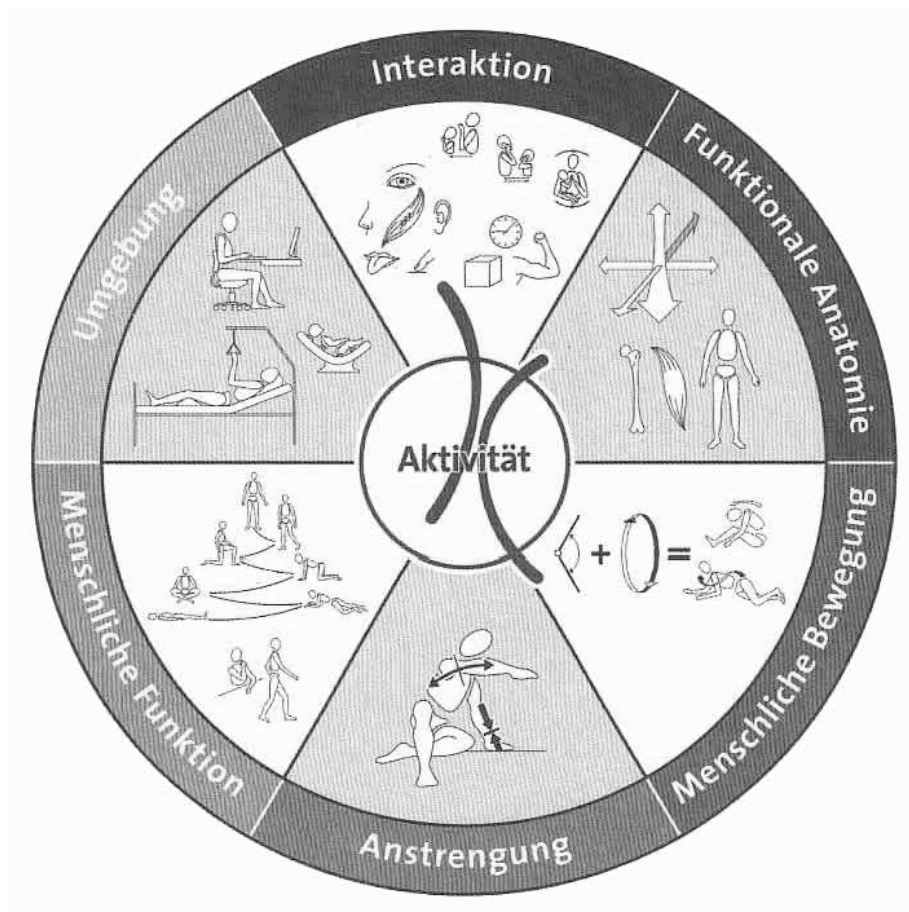 Interaktion
Funktionale Anatomie
Menschliche Bewegung
Anstrengung
Menschliche Funktion
Umgebung
Aktivität
+ =